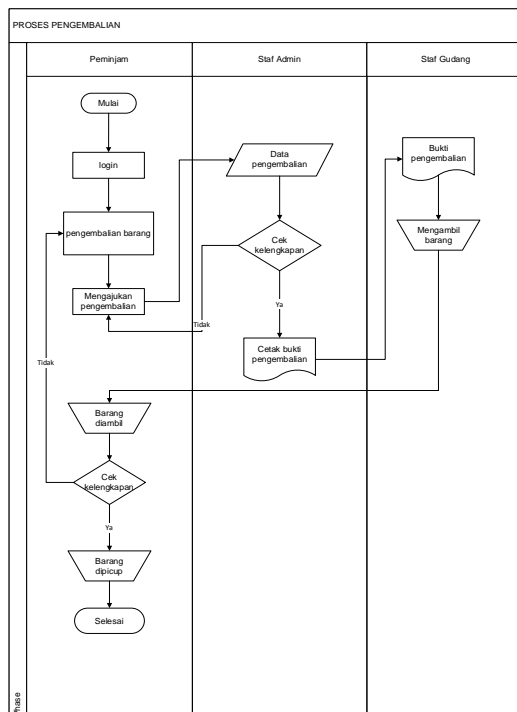 PROSES PENGEMBALIAN
Peminjam
Staf Admin
Staf Gudang
Mulai
login
pengembalian barang
Mengajukan
pengembalian
Data
pengembalian
Cek
kelengkapan
Tidak
Ya
Cetak bukti
pengembalian
Bukti
pengembalian
Mengambil
barang
Barang
diambil
Cek
kelengkapan
Tidak
Ya
Barang
dipicup
Selesai
Phase